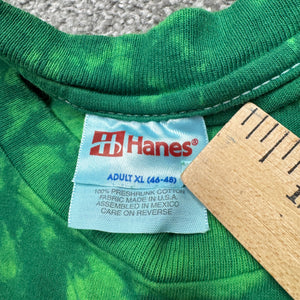 Hanes®
ADULT XL (46-48)
100% PRESHRUNK COTTON
FABRIC MADE IN U.S.A.
ASSEMBLED IN MEXICO
CARE ON REVERSE